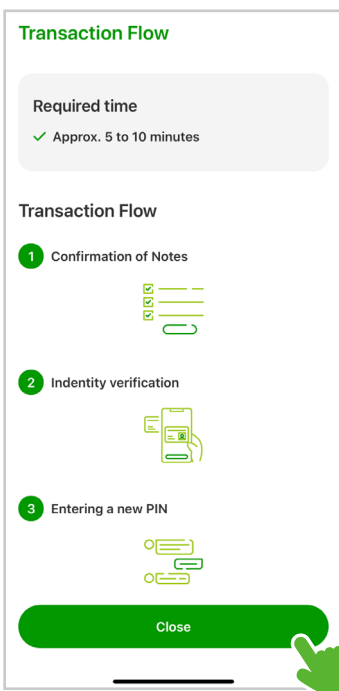 Transaction Flow
Required time
Approx. 5 to 10 minutes
Transaction Flow
1 Confirmation of Notes
2 Indentity verification
3 Entering a new PIN
Close